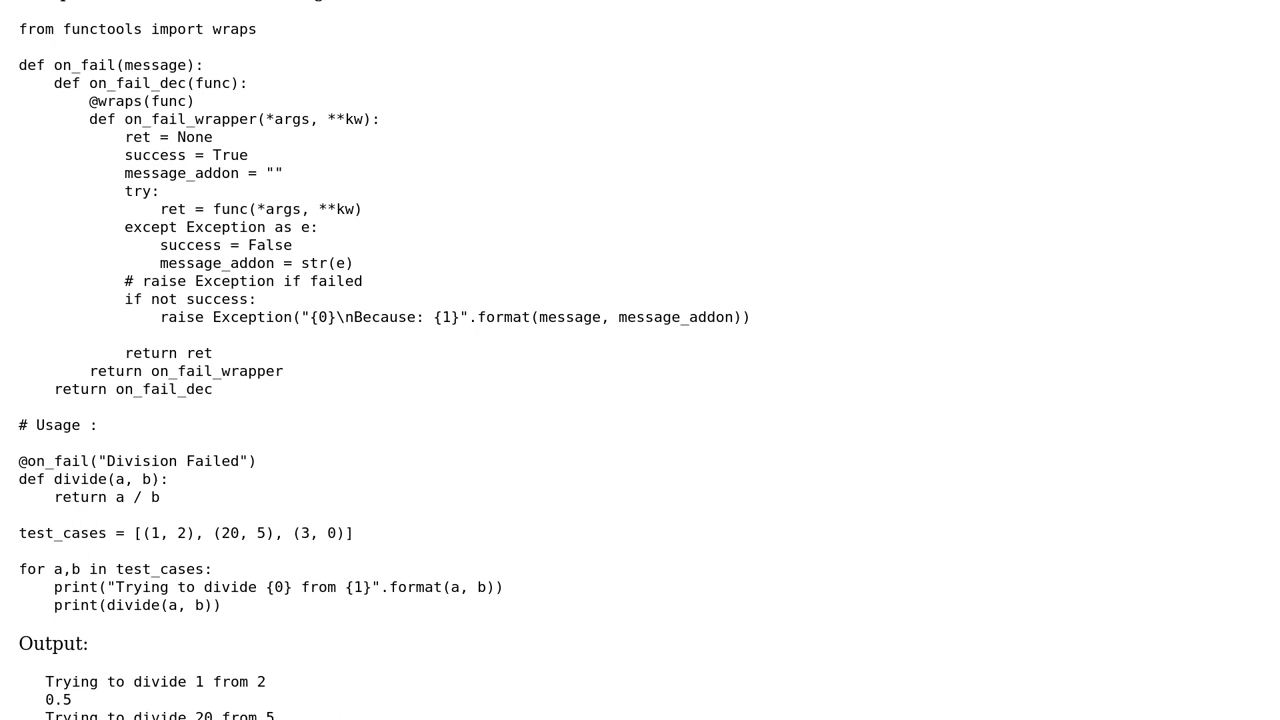 from functools import wraps
def on_fail(message):
    def on_fail_dec(func):
        @wraps(func)
        def on_fail_wrapper(*args, **kw):
            ret = None
            success = True
            message_addon = ""
            try:
                ret = func(*args, **kw)
            except Exception as e:
                success = False
                message_addon = str(e)
            # raise Exception if failed
            if not success:
                raise Exception("{0}\nBecause: {1}".format(message, message_addon))
            return ret
        return on_fail_wrapper
    return on_fail_dec
# Usage :
@on_fail("Division Failed")
def divide(a, b):
    return a / b
test_cases = [(1, 2), (20, 5), (3, 0)]
for a,b in test_cases:
    print("Trying to divide {0} from {1}".format(a, b))
    print(divide(a, b))
Output:
Trying to divide 1 from 2
0.5
Trying to divide 20 from 5